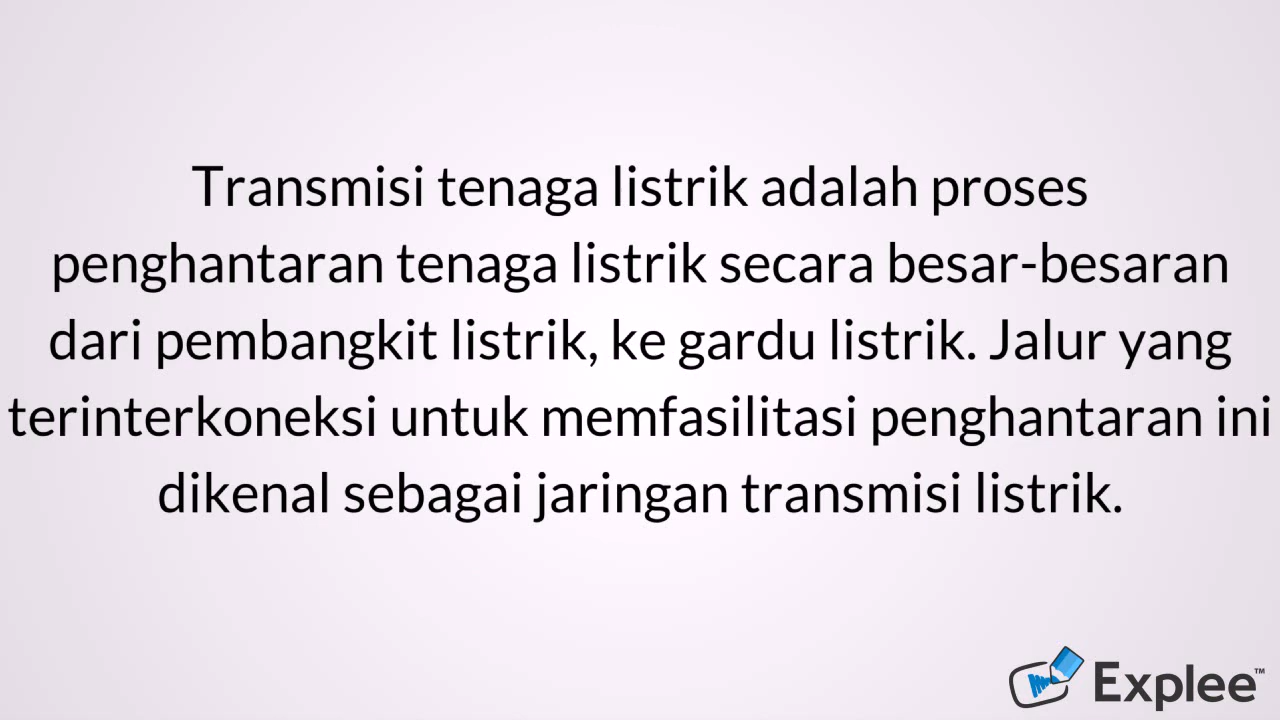 Transmisi tenaga listrik adalah proses
penghantaran tenaga listrik secara besar-besaran
dari pembangkit listrik, ke gardu listrik. Jalur yang
terinterkoneksi untuk memfasilitasi penghantaran ini
dikenal sebagai jaringan transmisi listrik.
Explee™